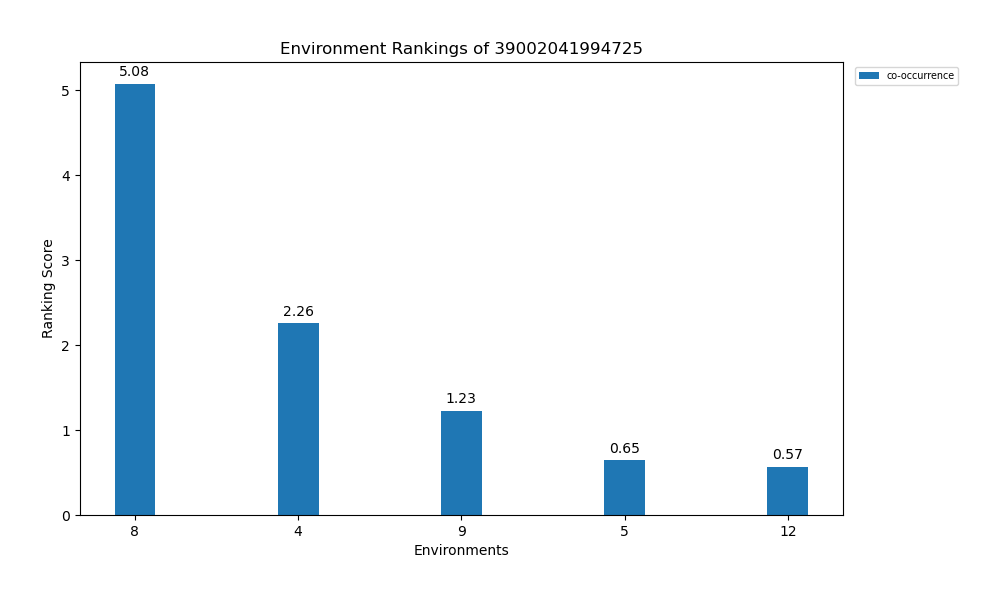 Environment Rankings of 39002041994725
co-occurrence
5.08
2.26
1.23
0.65
0.57
Ranking Score
5
4
3
2
1
0
8 4 9 5 12
Environments